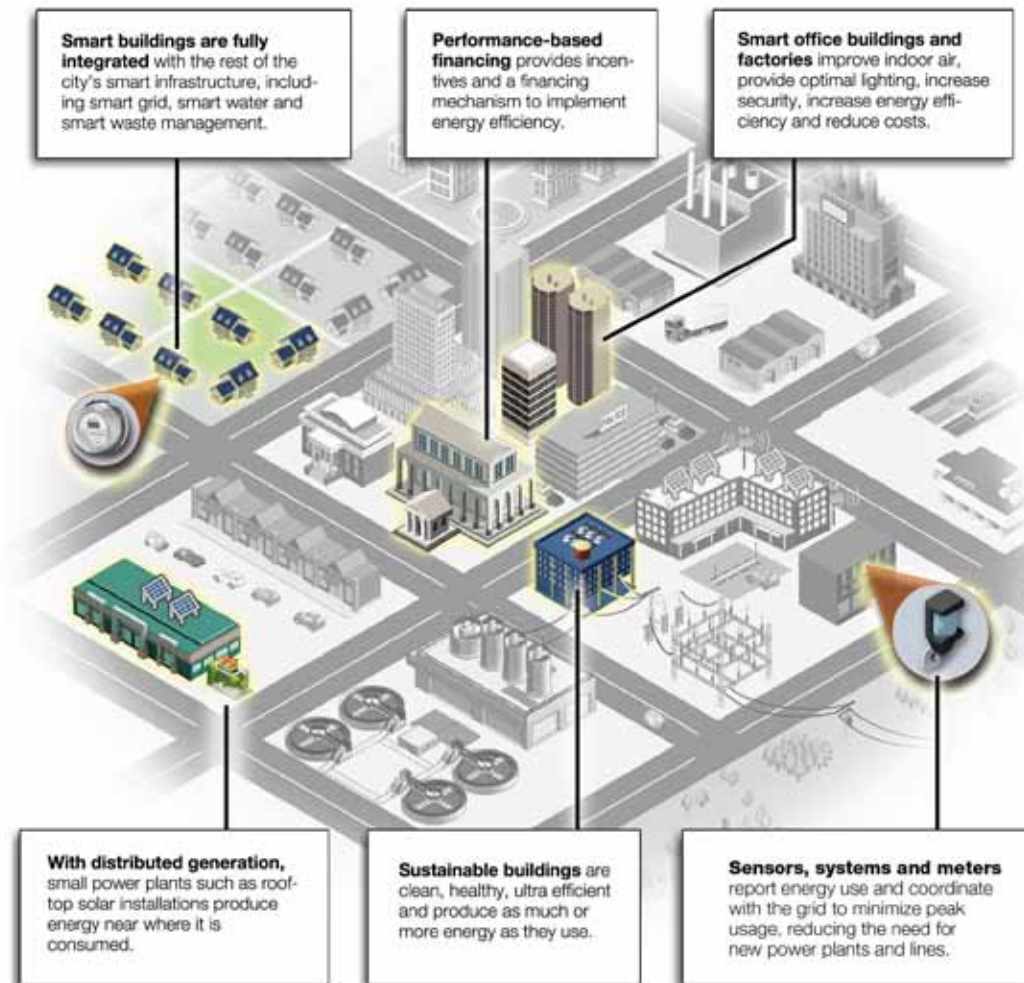 Smart buildings are fully
integrated with the rest of the
city's smart infrastructure, includ-
ing smart grid, smart water and
smart waste management.
Performance-based
financing provides incen-
tives and a financing
mechanism to implement
energy efficiency.
Smart office buildings and
factories improve indoor air,
provide optimal lighting, increase
security, increase energy effi-
ciency and reduce costs.
With distributed generation,
small power plants such as roof-
top solar installations produce
energy near where it is
consumed.
Sustainable buildings are
clean, healthy, ultra efficient
and produce as much or
more energy as they use.
Sensors, systems and meters
report energy use and coordinate
with the grid to minimize peak
usage, reducing the need for
new power plants and lines.